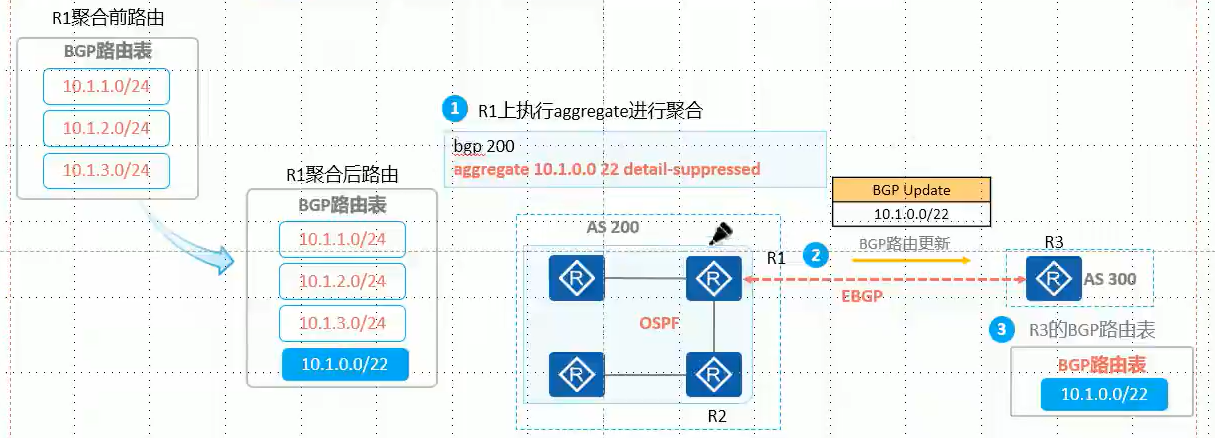 R1聚合前路由
BGP路由表
10.1.1.0/24
10.1.2.0/24
10.1.3.0/24
R1聚合后路由
BGP路由表
10.1.1.0/24
10.1.2.0/24
10.1.3.0/24
10.1.0.0/22
1 R1上执行aggregate进行聚合
bgp 200
aggregate 10.1.0.0 22 detail-suppressed
BGP Update
10.1.0.0/22
AS 200
R
R
R1
OSPF
R
R
R2
2 BGP路由更新
EBGP
R3
R
AS 300
3 R3的BGP路由表
BGP路由表
10.1.0.0/22